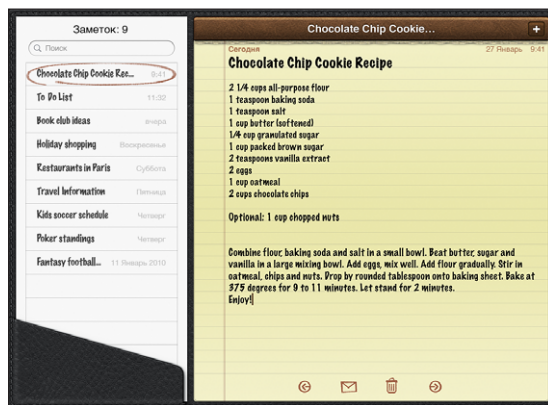 Заметок: 9
Поиск
Chocolate Chip Cookie Rec... 9:41
To Do List 11:32
Book club ideas вчера
Holiday shopping Воскресенье
Restaurants in Paris Суббота
Travel Information Пятница
Kids soccer schedule Четверг
Poker standings Четверг
Fantasy football... 11 Январь 2010
Chocolate Chip Cookie...
+
Сегодня 27 Январь 9:41
Chocolate Chip Cookie Recipe
2 1/4 cups all-purpose flour
1 teaspoon baking soda
1 teaspoon salt
1 cup butter (softened)
1/4 cup granulated sugar
1 cup packed brown sugar
2 teaspoons vanilla extract
2 eggs
1 cup oatmeal
2 cups chocolate chips
Optional: 1 cup chopped nuts
Combine flour, baking soda and salt in a small bowl. Beat butter, sugar and
vanilla in a large mixing bowl. Add eggs, mix well. Add flour gradually. Stir in
oatmeal, chips and nuts. Drop by rounded tablespoon onto baking sheet. Bake at
375 degrees for 9 to 11 minutes. Let stand for 2 minutes.
Enjoy!